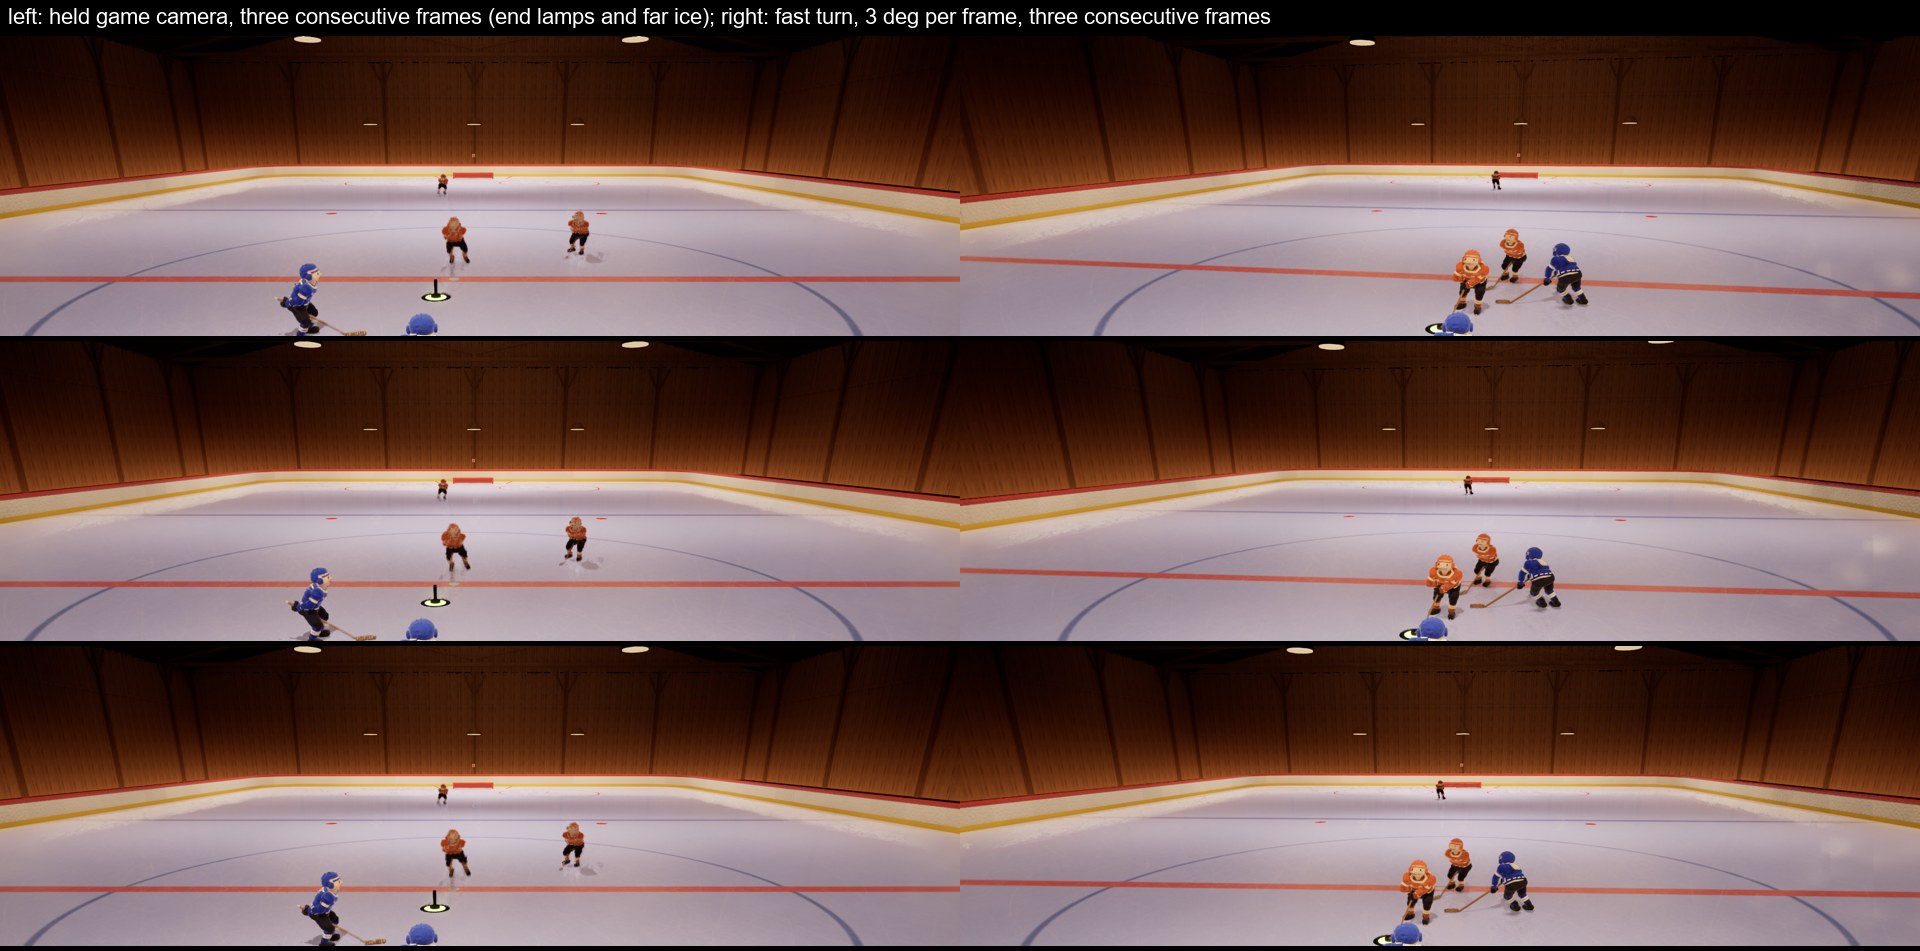 left: held game camera, three consecutive frames (end lamps and far ice); right: fast turn, 3 deg per frame, three consecutive frames